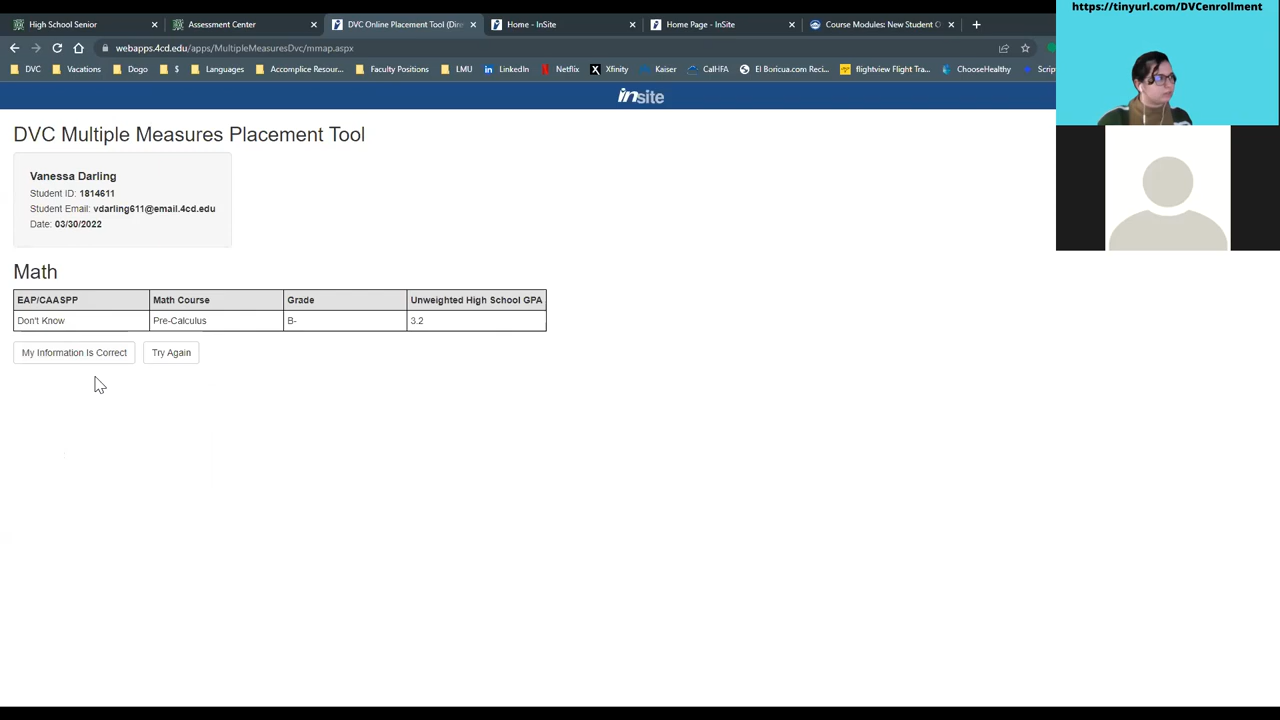 High School Senior
Assessment Center
DVC Online Placement Tool (Dire
Home - InSite
Home Page - InSite
Course Modules: New Student O
webapps.4cd.edu/apps/MultipleMeasuresDvc/mmap.aspx
DVC
Vacations
Dogo
$
Languages
Accomplice Resour...
Faculty Positions
LMU
LinkedIn
Netflix
Xfinity
Kaiser
CalHFA
El Boricua.com Reci...
flightview Flight Tra...
ChooseHealthy
Scrip
https://tinyurl.com/DVCenrollment
insite
DVC Multiple Measures Placement Tool
Vanessa Darling
Student ID: 1814611
Student Email: vdarling611@email.4cd.edu
Date: 03/30/2022
Math
EAP/CAASPP Math Course Grade Unweighted High School GPA
Don't Know Pre-Calculus B- 3.2
My Information Is Correct Try Again